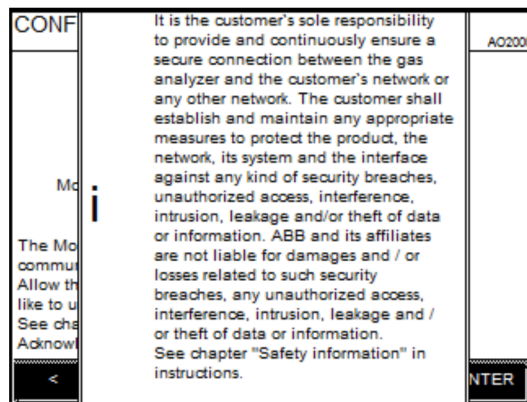 CONF
AO200
Mo
i
The Mo
commu
Allow th
like to u
See cha
Acknowl
It is the customer's sole responsibility
to provide and continuously ensure a
secure connection between the gas
analyzer and the customer's network or
any other network. The customer shall
establish and maintain any appropriate
measures to protect the product, the
network, its system and the interface
against any kind of security breaches,
unauthorized access, interference,
intrusion, leakage and/or theft of data
or information. ABB and its affiliates
are not liable for damages and / or
losses related to such security
breaches, any unauthorized access,
interference, intrusion, leakage and /
or theft of data or information.
See chapter "Safety information" in
instructions.
<
NTER